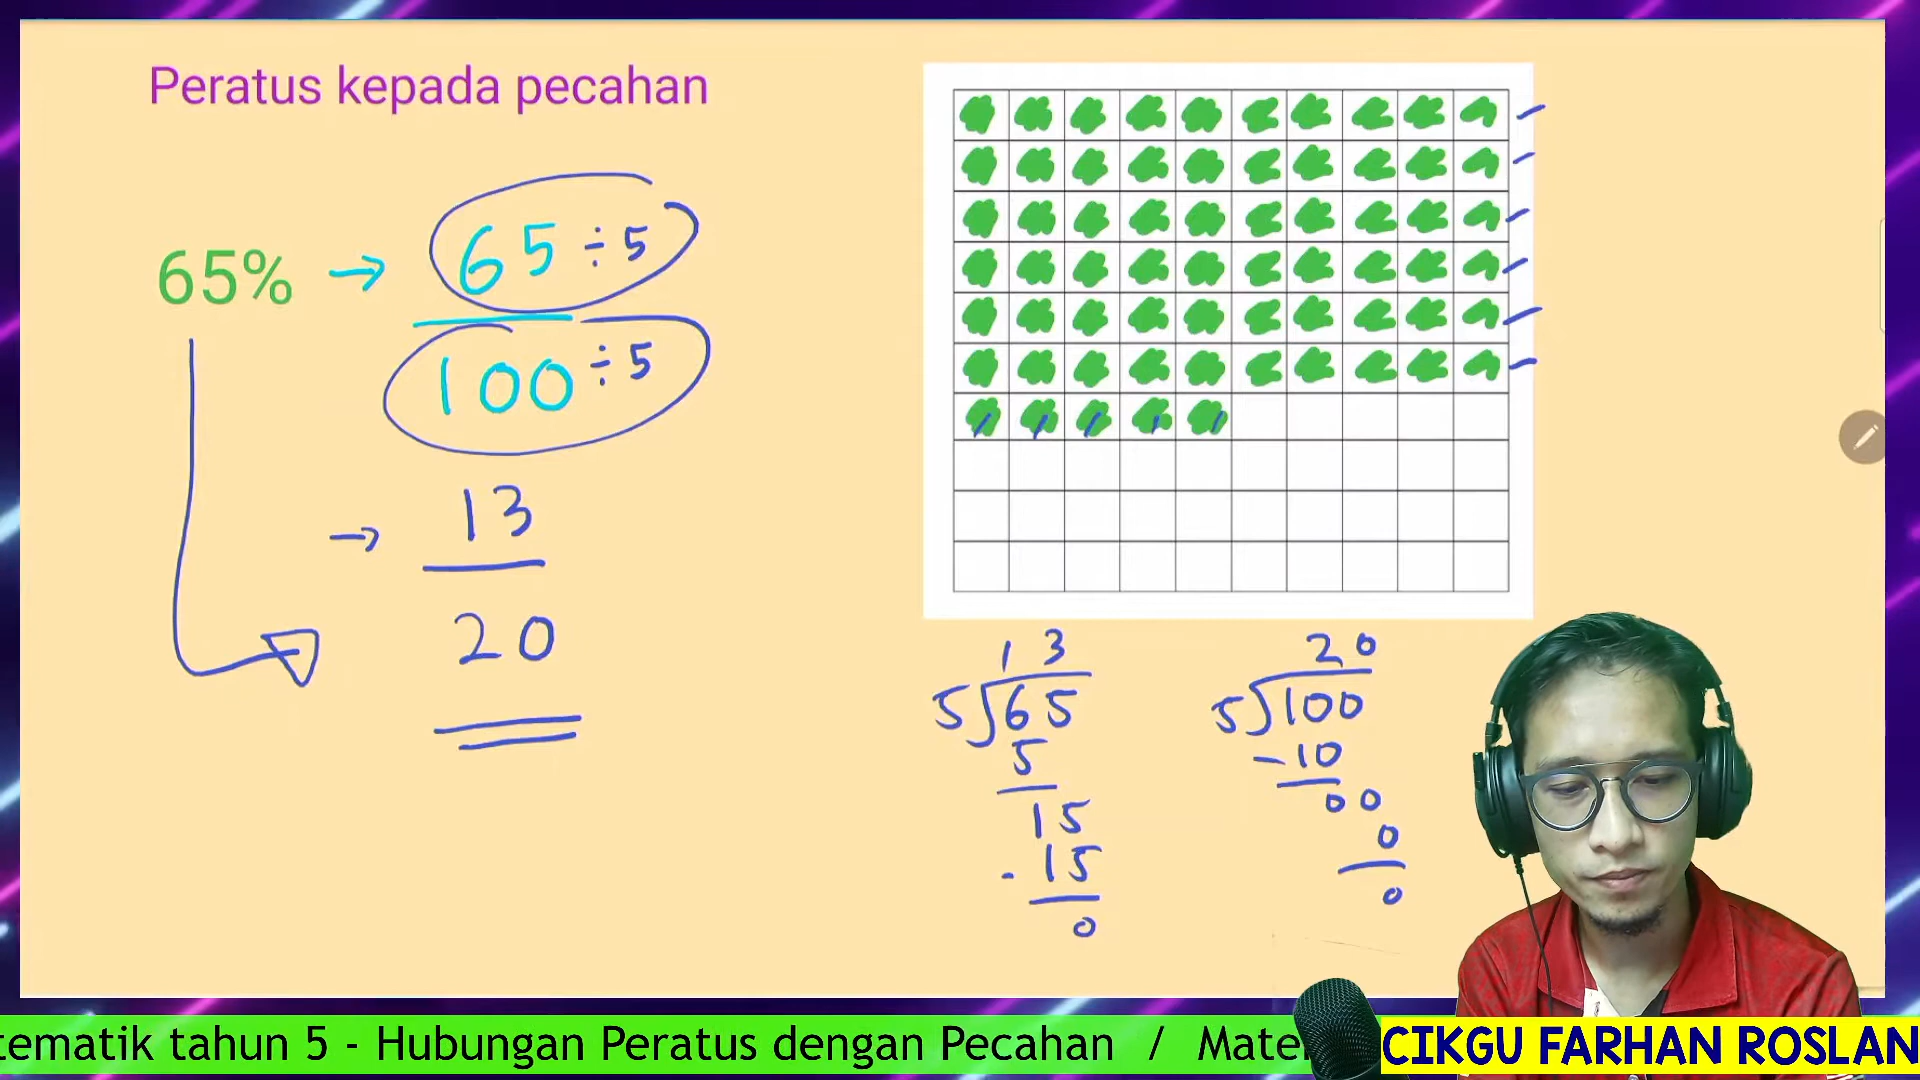 Peratus kepada pecahan
65% → 65 ÷ 5
100 ÷ 5
→ 13
20
13
5 65
5
15
- 15
0
20
5 100
- 10
00
0
0
tematik tahun 5 - Hubungan Peratus dengan Pecahan / Mate
CIKGU FARHAN ROSLAN